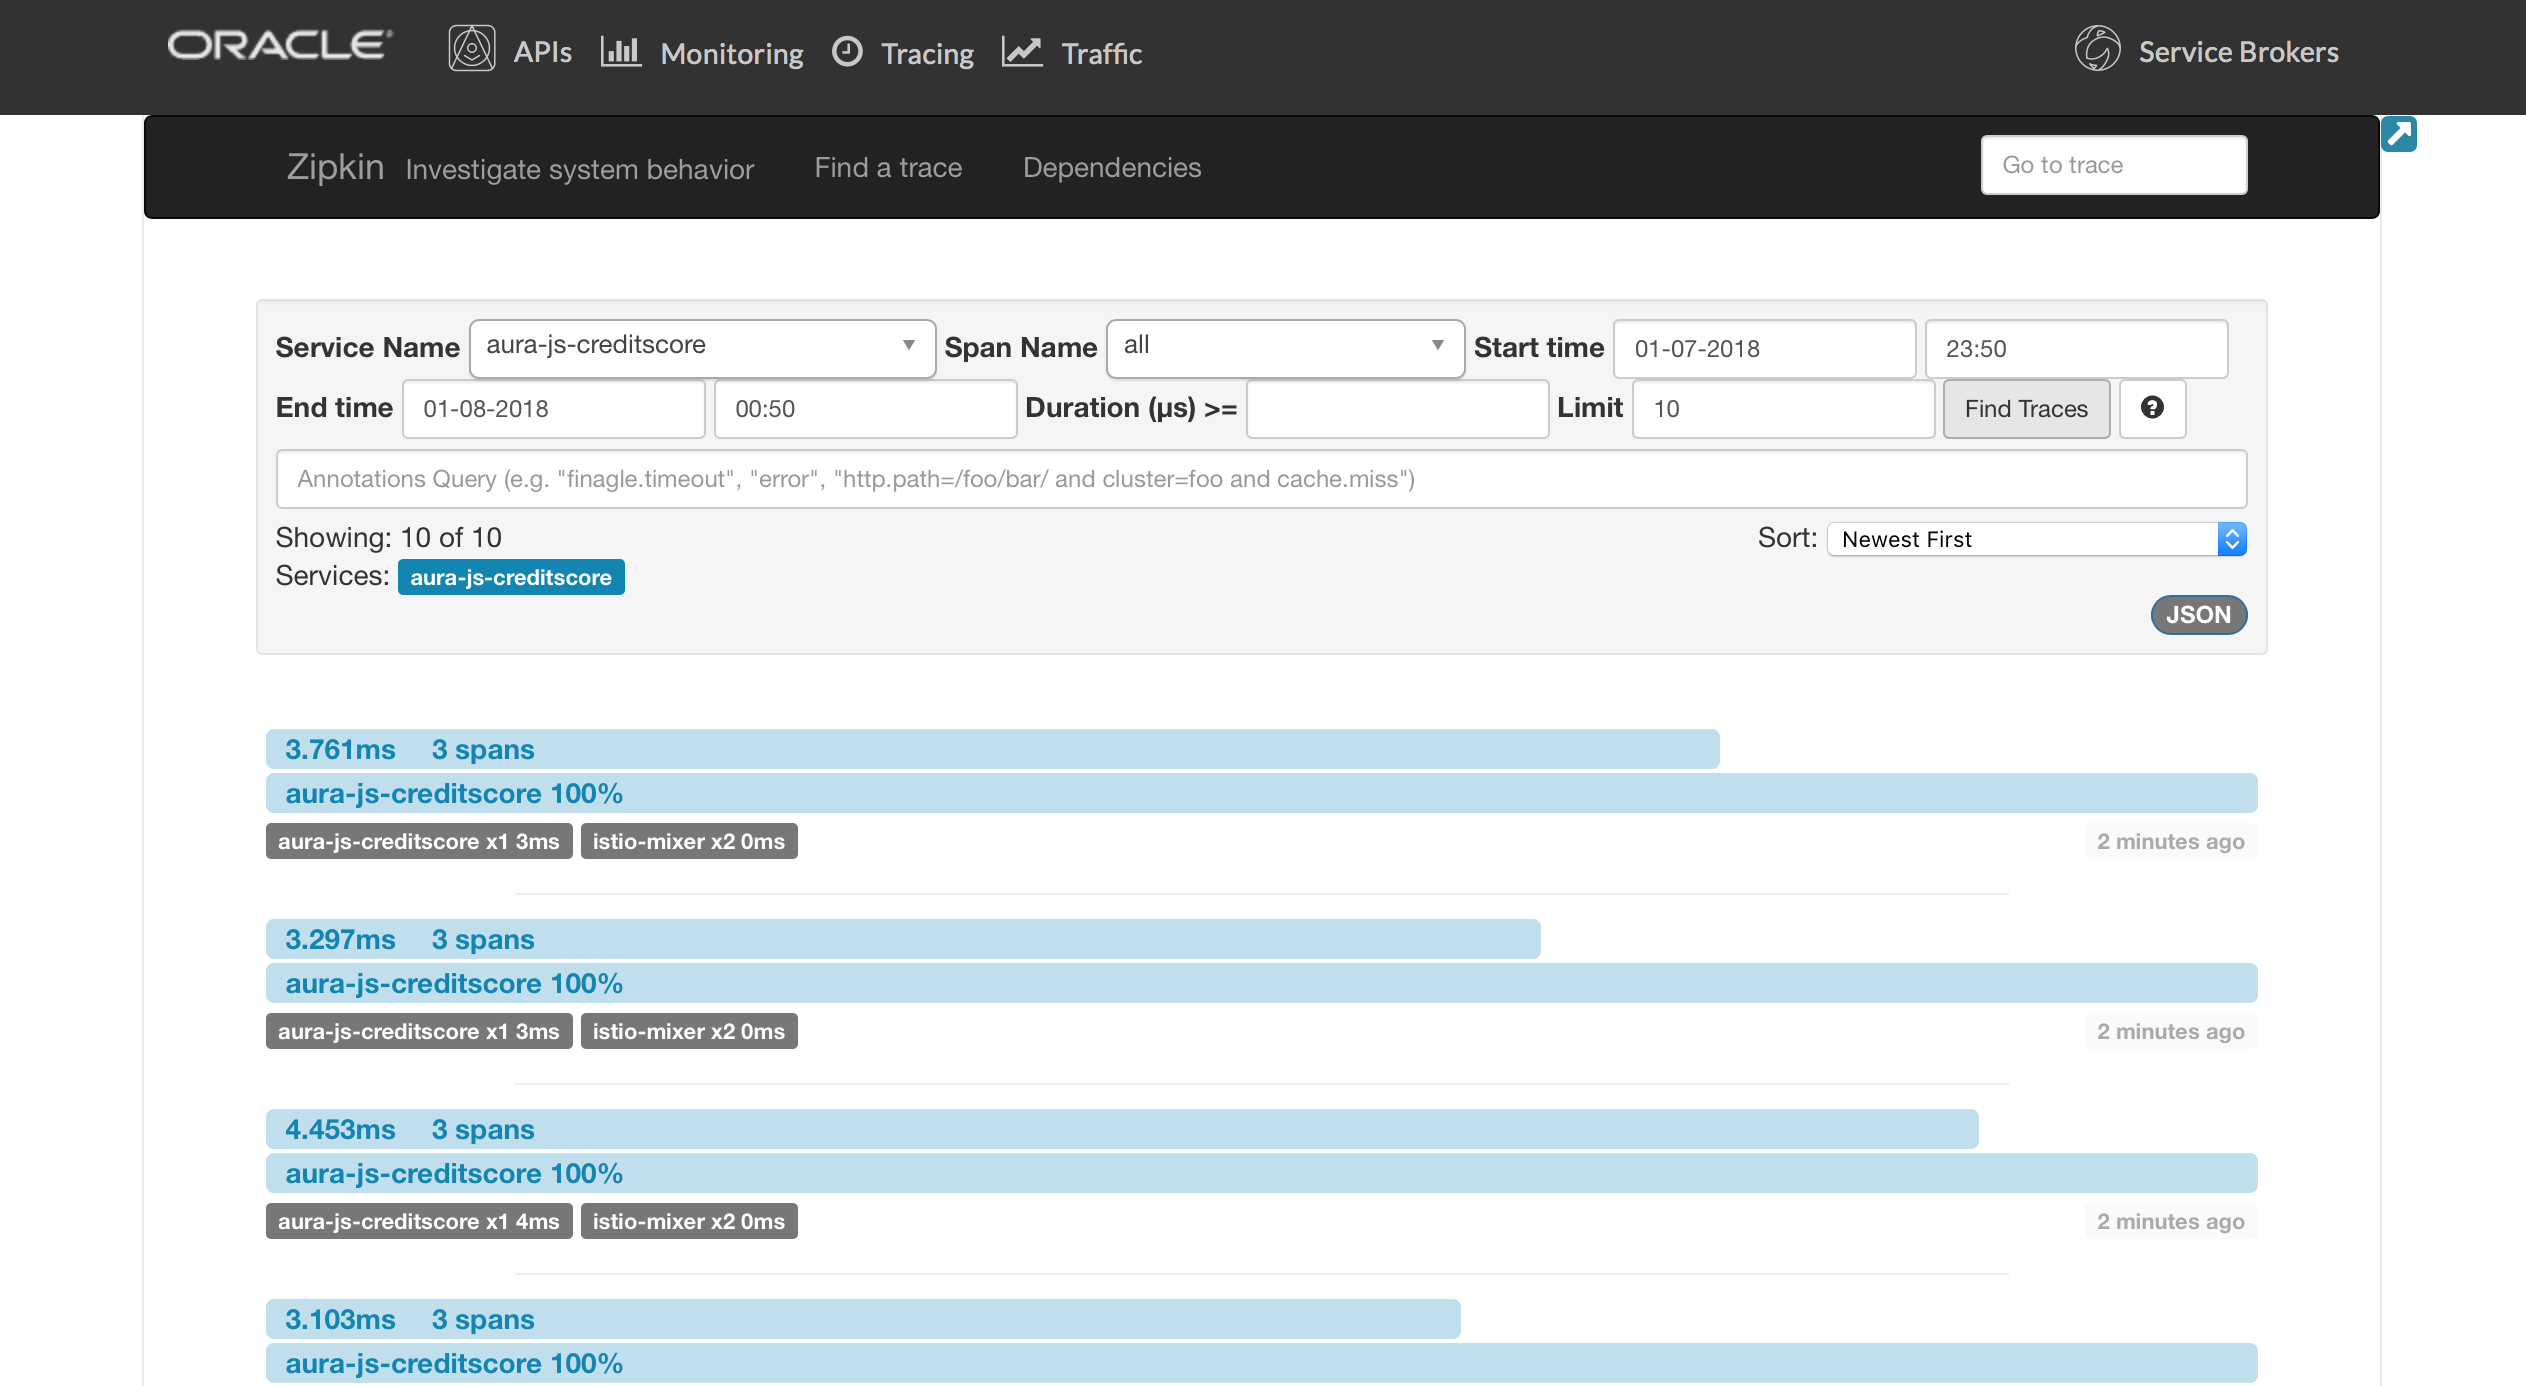 ORACLE APIs Monitoring Tracing Traffic Service Brokers
Zipkin Investigate system behavior Find a trace Dependencies Go to trace
Service Name aura-js-creditscore Span Name all Start time 01-07-2018 23:50
End time 01-08-2018 00:50 Duration (µs) >= Limit 10 Find Traces ?
Annotations Query (e.g. "finagle.timeout", "error", "http.path=/foo/bar/ and cluster=foo and cache.miss")
Showing: 10 of 10 Sort: Newest First
Services: aura-js-creditscore
JSON
3.761ms 3 spans
aura-js-creditscore 100%
aura-js-creditscore x1 3ms istio-mixer x2 0ms 2 minutes ago
3.297ms 3 spans
aura-js-creditscore 100%
aura-js-creditscore x1 3ms istio-mixer x2 0ms 2 minutes ago
4.453ms 3 spans
aura-js-creditscore 100%
aura-js-creditscore x1 4ms istio-mixer x2 0ms 2 minutes ago
3.103ms 3 spans
aura-js-creditscore 100%